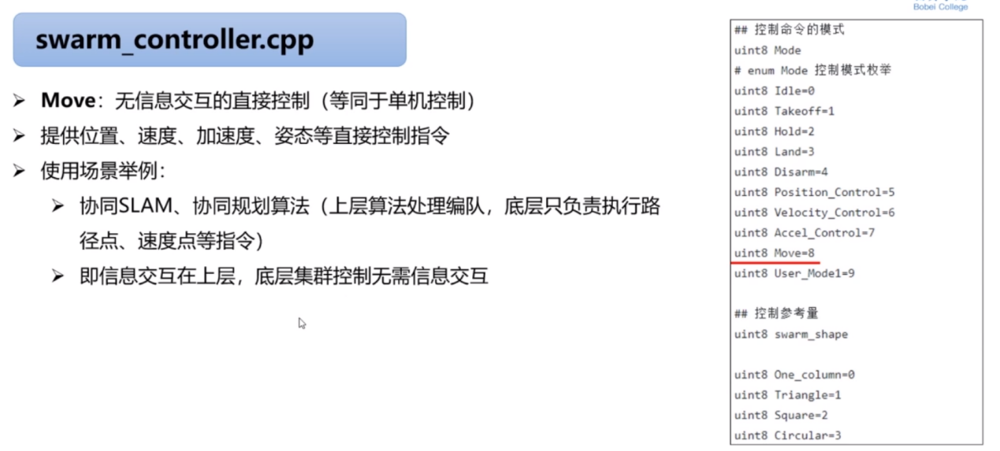 Bobei College
swarm_controller.cpp
➢ Move：无信息交互的直接控制（等同于单机控制）
➢ 提供位置、速度、加速度、姿态等直接控制指令
➢ 使用场景举例：
➢ 协同SLAM、协同规划算法（上层算法处理编队，底层只负责执行路
径点、速度点等指令）
➢ 即信息交互在上层，底层集群控制无需信息交互
## 控制命令的模式
uint8 Mode
# enum Mode 控制模式枚举
uint8 Idle=0
uint8 Takeoff=1
uint8 Hold=2
uint8 Land=3
uint8 Disarm=4
uint8 Position_Control=5
uint8 Velocity_Control=6
uint8 Accel_Control=7
uint8 Move=8
uint8 User_Mode1=9
## 控制参考量
uint8 swarm_shape
uint8 One_column=0
uint8 Triangle=1
uint8 Square=2
uint8 Circular=3